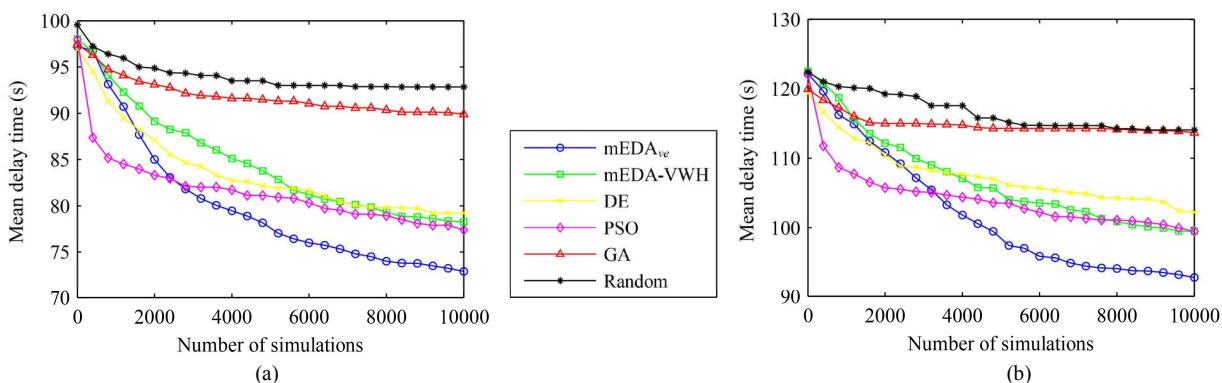 100
95
90
85
80
75
70
Mean delay time (s)
0
2000
4000
6000
8000
10000
Number of simulations
(a)
mEDAve
mEDA-VWH
DE
PSO
GA
Random
130
120
110
100
90
Mean delay time (s)
0
2000
4000
6000
8000
10000
Number of simulations
(b)